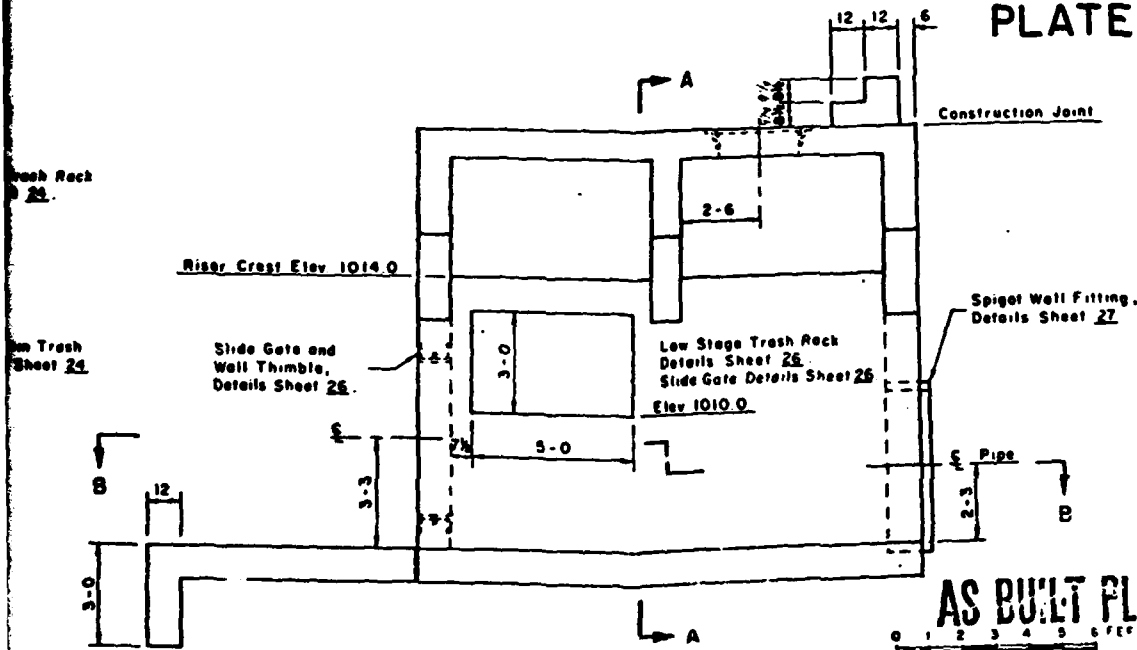 PLATE
12 12 6
A
Construction Joint
Trash Rack
24.
2-6
Riser Crest Elev 1014.0
Spigot Wall Fitting,
Details Sheet 27
Trash
Sheet 24
Slide Gate and
Wall Thimble,
Details Sheet 26.
3-0
Low Stage Trash Rack
Details Sheet 26.
Slide Gate Details Sheet 26
Elev 1010.0
7½
5-0
Pipe
B
3-3
2-3
B
12
3-0
A
AS BUILT PL
0 1 2 3 4 5 6 FEE